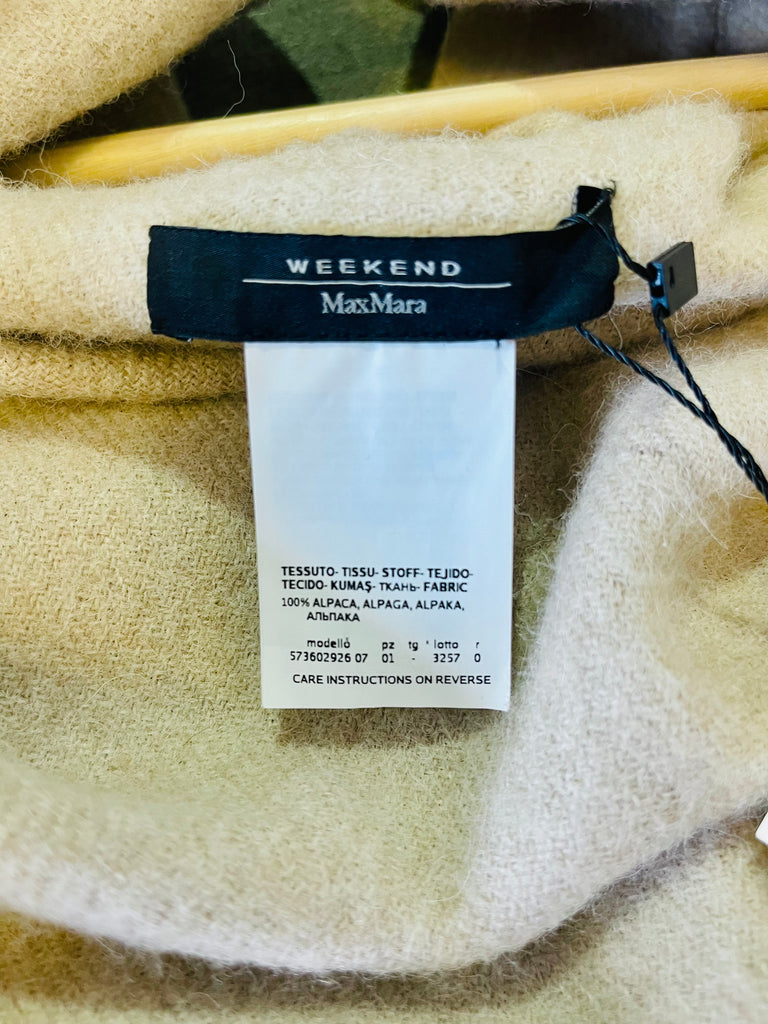 WEEKEND
MaxMara
TESSUTO- TISSU- STOFF- TEJIDO-
TECIDO- KUMAŞ- ТКАНЬ- FABRIC
100% ALPACA, ALPAGA, ALPAKA,
АЛЬПАКА
modello pz tg lotto r
573602926 07 01 - 3257 0
CARE INSTRUCTIONS ON REVERSE